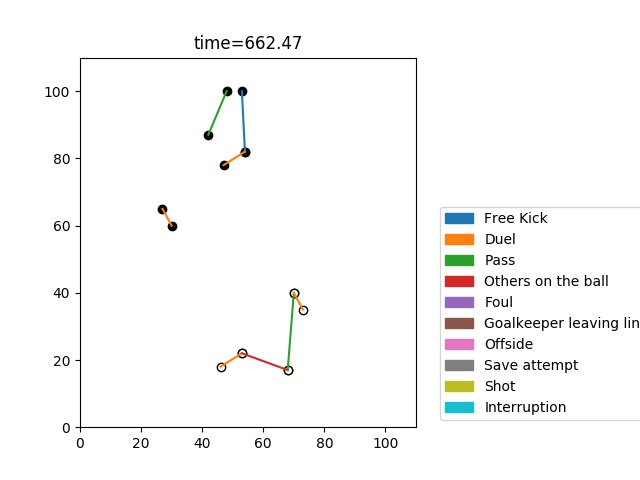 time=662.47
100
80
60
40
20
0
0 20 40 60 80 100
Free Kick
Duel
Pass
Others on the ball
Foul
Goalkeeper leaving lin
Offside
Save attempt
Shot
Interruption